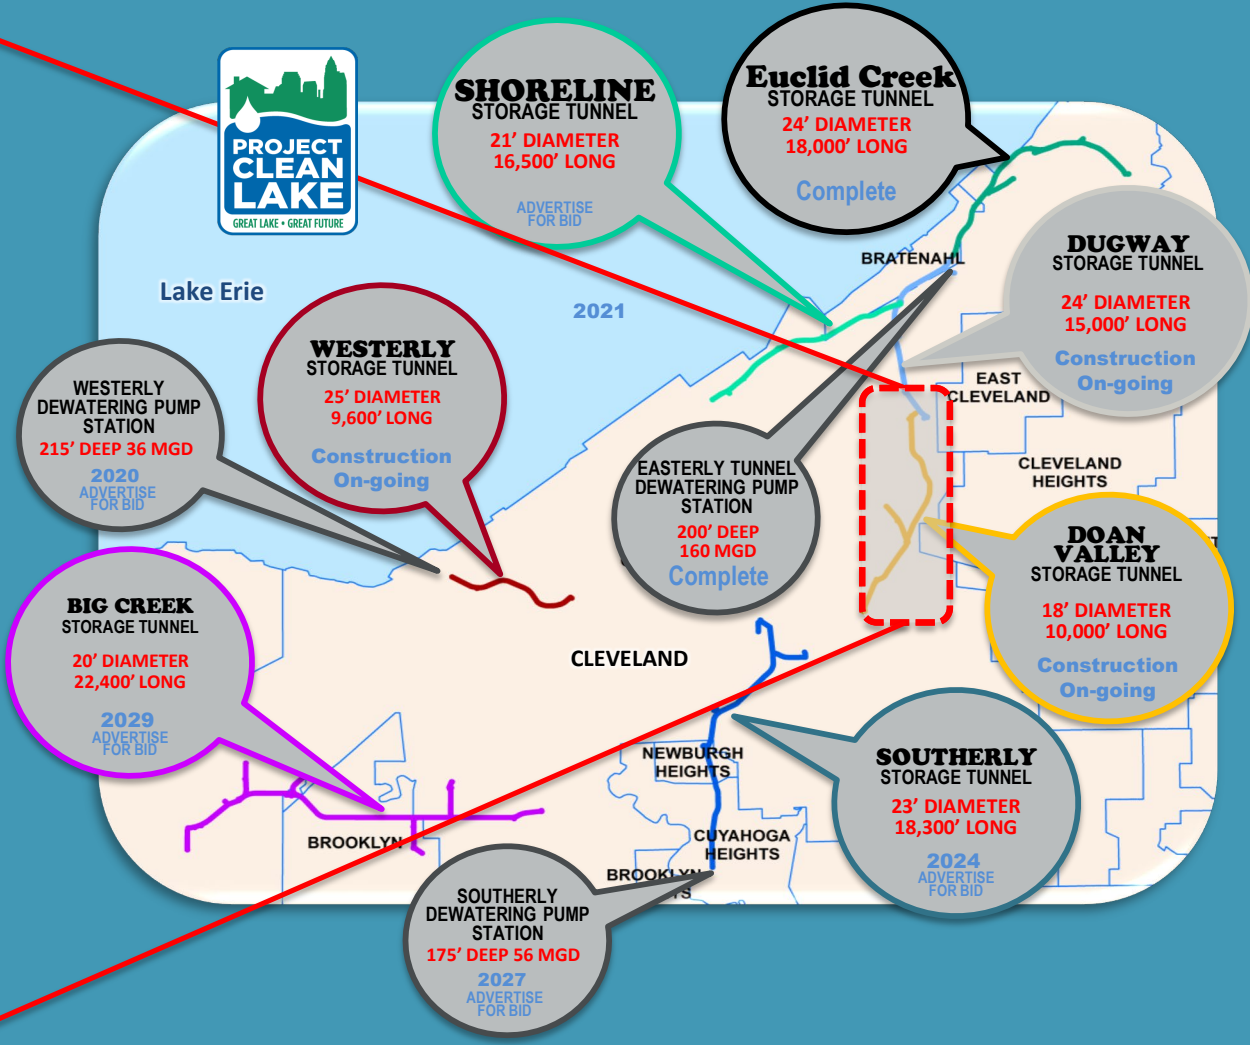 PROJECT
CLEAN
LAKE
GREAT LAKE • GREAT FUTURE
SHORELINE
STORAGE TUNNEL
21’ DIAMETER
16,500’ LONG
ADVERTISE
FOR BID
Euclid Creek
STORAGE TUNNEL
24’ DIAMETER
18,000’ LONG
Complete
BRATENAHL
DUGWAY
STORAGE TUNNEL
24’ DIAMETER
15,000’ LONG
Construction
On-going
Lake Erie
2021
WESTERLY
STORAGE TUNNEL
25’ DIAMETER
9,600’ LONG
Construction
On-going
WESTERLY
DEWATERING PUMP
STATION
215’ DEEP 36 MGD
2020
ADVERTISE
FOR BID
EAST
CLEVELAND
EASTERLY TUNNEL
DEWATERING PUMP
STATION
200’ DEEP
160 MGD
Complete
CLEVELAND
HEIGHTS
DOAN
VALLEY
STORAGE TUNNEL
18’ DIAMETER
10,000’ LONG
Construction
On-going
BIG CREEK
STORAGE TUNNEL
20’ DIAMETER
22,400’ LONG
2029
ADVERTISE
FOR BID
CLEVELAND
NEWBURGH
HEIGHTS
SOUTHERLY
STORAGE TUNNEL
23’ DIAMETER
18,300’ LONG
2024
ADVERTISE
FOR BID
BROOKLYN
CUYAHOGA
HEIGHTS
BROOKLYN
SOUTHERLY
DEWATERING PUMP
STATION
175’ DEEP 56 MGD
2027
ADVERTISE
FOR BID